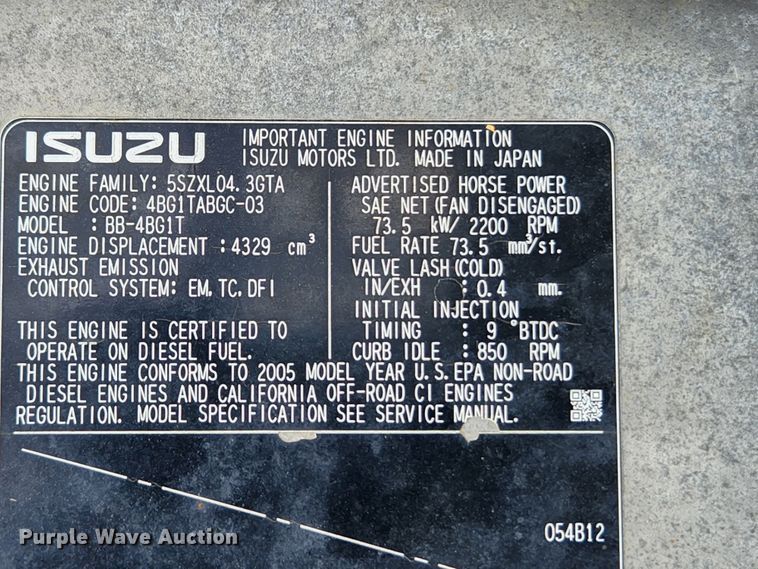 ISUZU
IMPORTANT ENGINE INFORMATION
ISUZU MOTORS LTD. MADE IN JAPAN
ENGINE FAMILY: 5SZXL04.3GTA
ENGINE CODE: 4BG1TABGC-03
MODEL : BB-4BG1T
ENGINE DISPLACEMENT:4329 cm³
EXHAUST EMISSION
CONTROL SYSTEM: EM,TC,DFI
ADVERTISED HORSE POWER
SAE NET(FAN DISENGAGED)
73.5 kW/ 2200 RPM
FUEL RATE 73.5 mm³/st.
VALVE LASH(COLD)
IN/EXH :0.4 mm.
INITIAL INJECTION
TIMING : 9 °BTDC
CURB IDLE :850 RPM
THIS ENGINE IS CERTIFIED TO
OPERATE ON DIESEL FUEL.
THIS ENGINE CONFORMS TO 2005 MODEL YEAR U.S.EPA NON-ROAD
DIESEL ENGINES AND CALIFORNIA OFF-ROAD CI ENGINES
REGULATION. MODEL SPECIFICATION SEE SERVICE MANUAL.
054B12
Purple Wave Auction